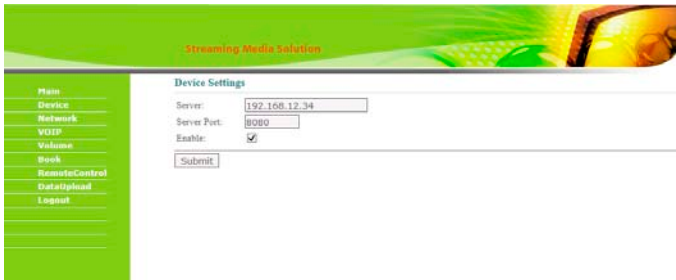 Streaming Media Solution
Main
Device
Network
VOIP
Volume
Book
RemoteControl
DataUpload
Logout
Device Settings
Server: 192.168.12.34
Server Port: 8080
Enable:
Submit